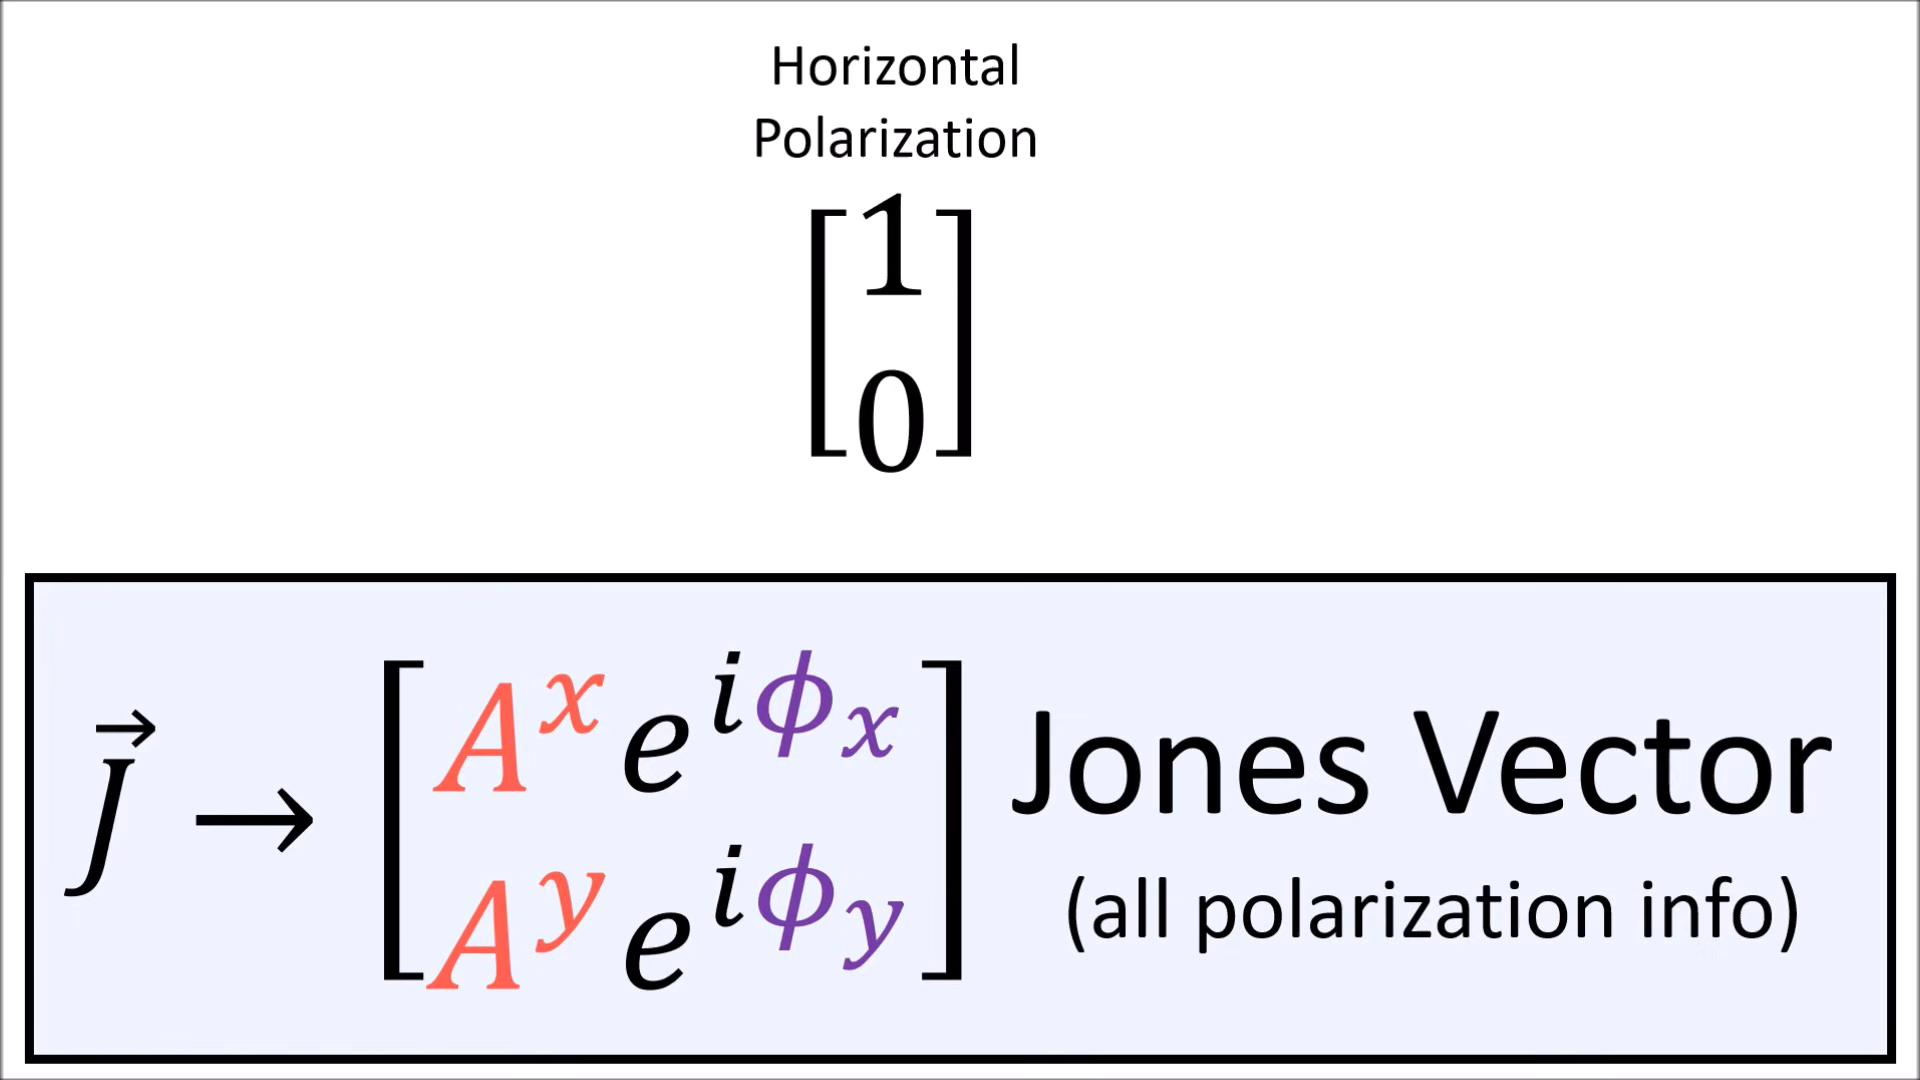 Horizontal
Polarization
[1
0]
J⃗ → [A^x e^{iϕ_x}
A^y e^{iϕ_y}]
Jones Vector
(all polarization info)